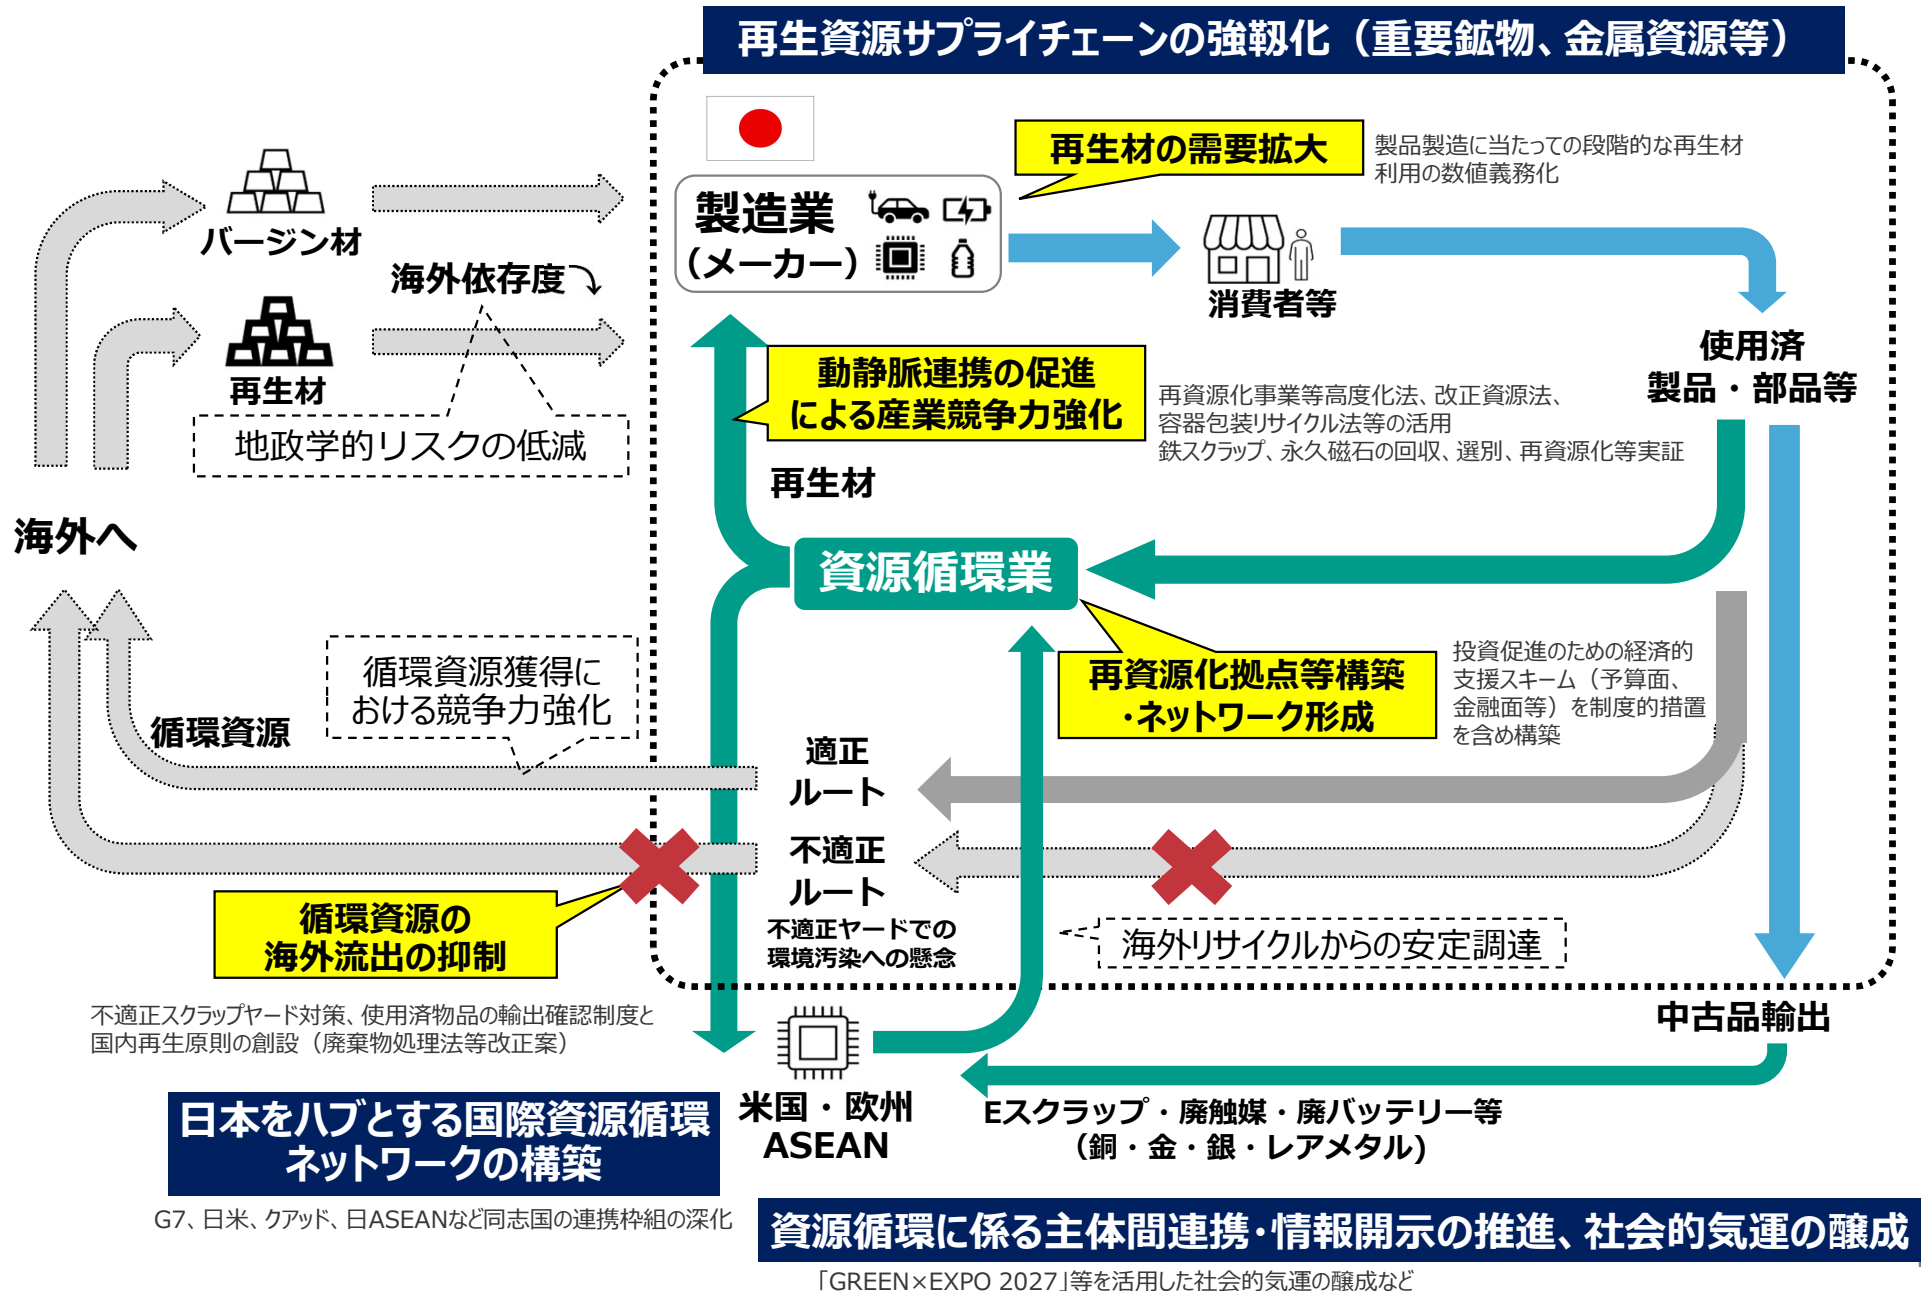 再生資源サプライチェーンの強靱化（重要鉱物、金属資源等）
再生材の需要拡大
製品製造に当たっての段階的な再生材
利用の数値義務化
製造業
（メーカー）
バージン材
海外依存度
再生材
地政学的リスクの低減
消費者等
使用済
製品・部品等
動静脈連携の促進
による産業競争力強化
再資源化事業等高度化法、改正資源法、
容器包装リサイクル法等の活用
鉄スクラップ、永久磁石の回収、選別、再資源化等実証
再生材
海外へ
資源循環業
循環資源獲得に
おける競争力強化
循環資源
再資源化拠点等構築
・ネットワーク形成
投資促進のための経済的
支援スキーム（予算面、
金融面等）を制度的措置
を含め構築
適正
ルート
不適正
ルート
不適正ヤードでの
環境汚染への懸念
循環資源の
海外流出の抑制
海外リサイクルからの安定調達
不適正スクラップヤード対策、使用済物品の輸出確認制度と
国内再生原則の創設（廃棄物処理法等改正案）
中古品輸出
日本をハブとする国際資源循環
ネットワークの構築
米国・欧州
ASEAN
Eスクラップ・廃触媒・廃バッテリー等
（銅・金・銀・レアメタル)
G7、日米、クアッド、日ASEANなど同志国の連携枠組の深化
資源循環に係る主体間連携・情報開示の推進、社会的気運の醸成
「GREEN×EXPO 2027」等を活用した社会的気運の醸成など